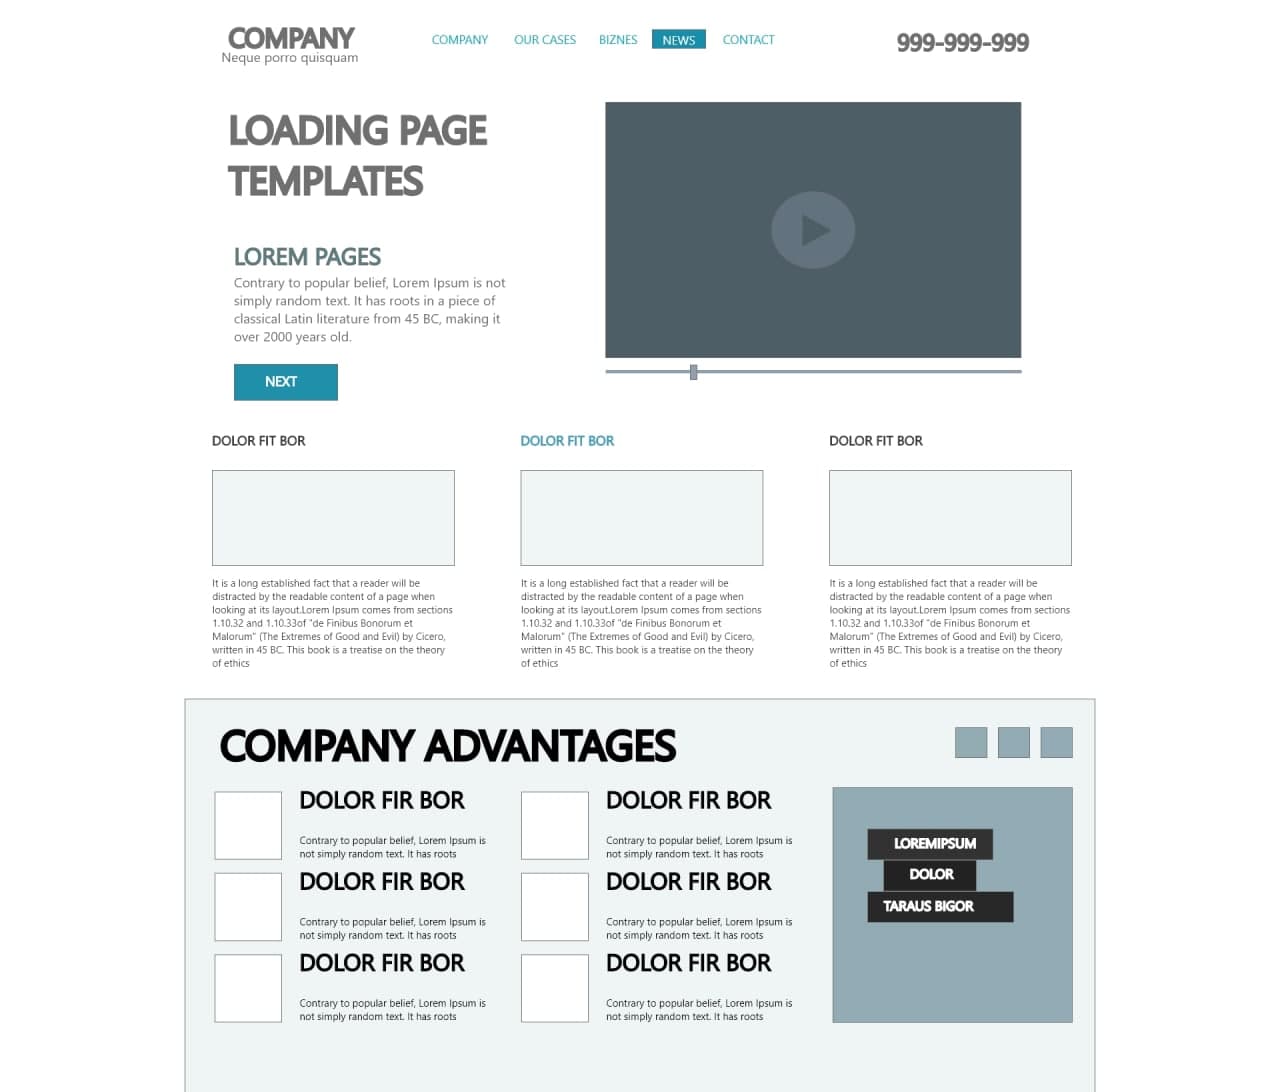 COMPANY
Neque porro quisquam
COMPANY OUR CASES BIZNES NEWS CONTACT
999-999-999
LOADING PAGE
TEMPLATES
LOREM PAGES
Contrary to popular belief, Lorem Ipsum is not
simply random text. It has roots in a piece of
classical Latin literature from 45 BC, making it
over 2000 years old.
NEXT
DOLOR FIT BOR
It is a long established fact that a reader will be
distracted by the readable content of a page when
looking at its layout.Lorem Ipsum comes from sections
1.10.32 and 1.10.33of "de Finibus Bonorum et
Malorum" (The Extremes of Good and Evil) by Cicero,
written in 45 BC. This book is a treatise on the theory
of ethics
DOLOR FIT BOR
It is a long established fact that a reader will be
distracted by the readable content of a page when
looking at its layout.Lorem Ipsum comes from sections
1.10.32 and 1.10.33of "de Finibus Bonorum et
Malorum" (The Extremes of Good and Evil) by Cicero,
written in 45 BC. This book is a treatise on the theory
of ethics
DOLOR FIT BOR
It is a long established fact that a reader will be
distracted by the readable content of a page when
looking at its layout.Lorem Ipsum comes from sections
1.10.32 and 1.10.33of "de Finibus Bonorum et
Malorum" (The Extremes of Good and Evil) by Cicero,
written in 45 BC. This book is a treatise on the theory
of ethics
COMPANY ADVANTAGES
DOLOR FIR BOR
Contrary to popular belief, Lorem Ipsum is
not simply random text. It has roots
DOLOR FIR BOR
Contrary to popular belief, Lorem Ipsum is
not simply random text. It has roots
DOLOR FIR BOR
Contrary to popular belief, Lorem Ipsum is
not simply random text. It has roots
DOLOR FIR BOR
Contrary to popular belief, Lorem Ipsum is
not simply random text. It has roots
DOLOR FIR BOR
Contrary to popular belief, Lorem Ipsum is
not simply random text. It has roots
DOLOR FIR BOR
Contrary to popular belief, Lorem Ipsum is
not simply random text. It has roots
LOREMIPSUM
DOLOR
TARAUS BIGOR